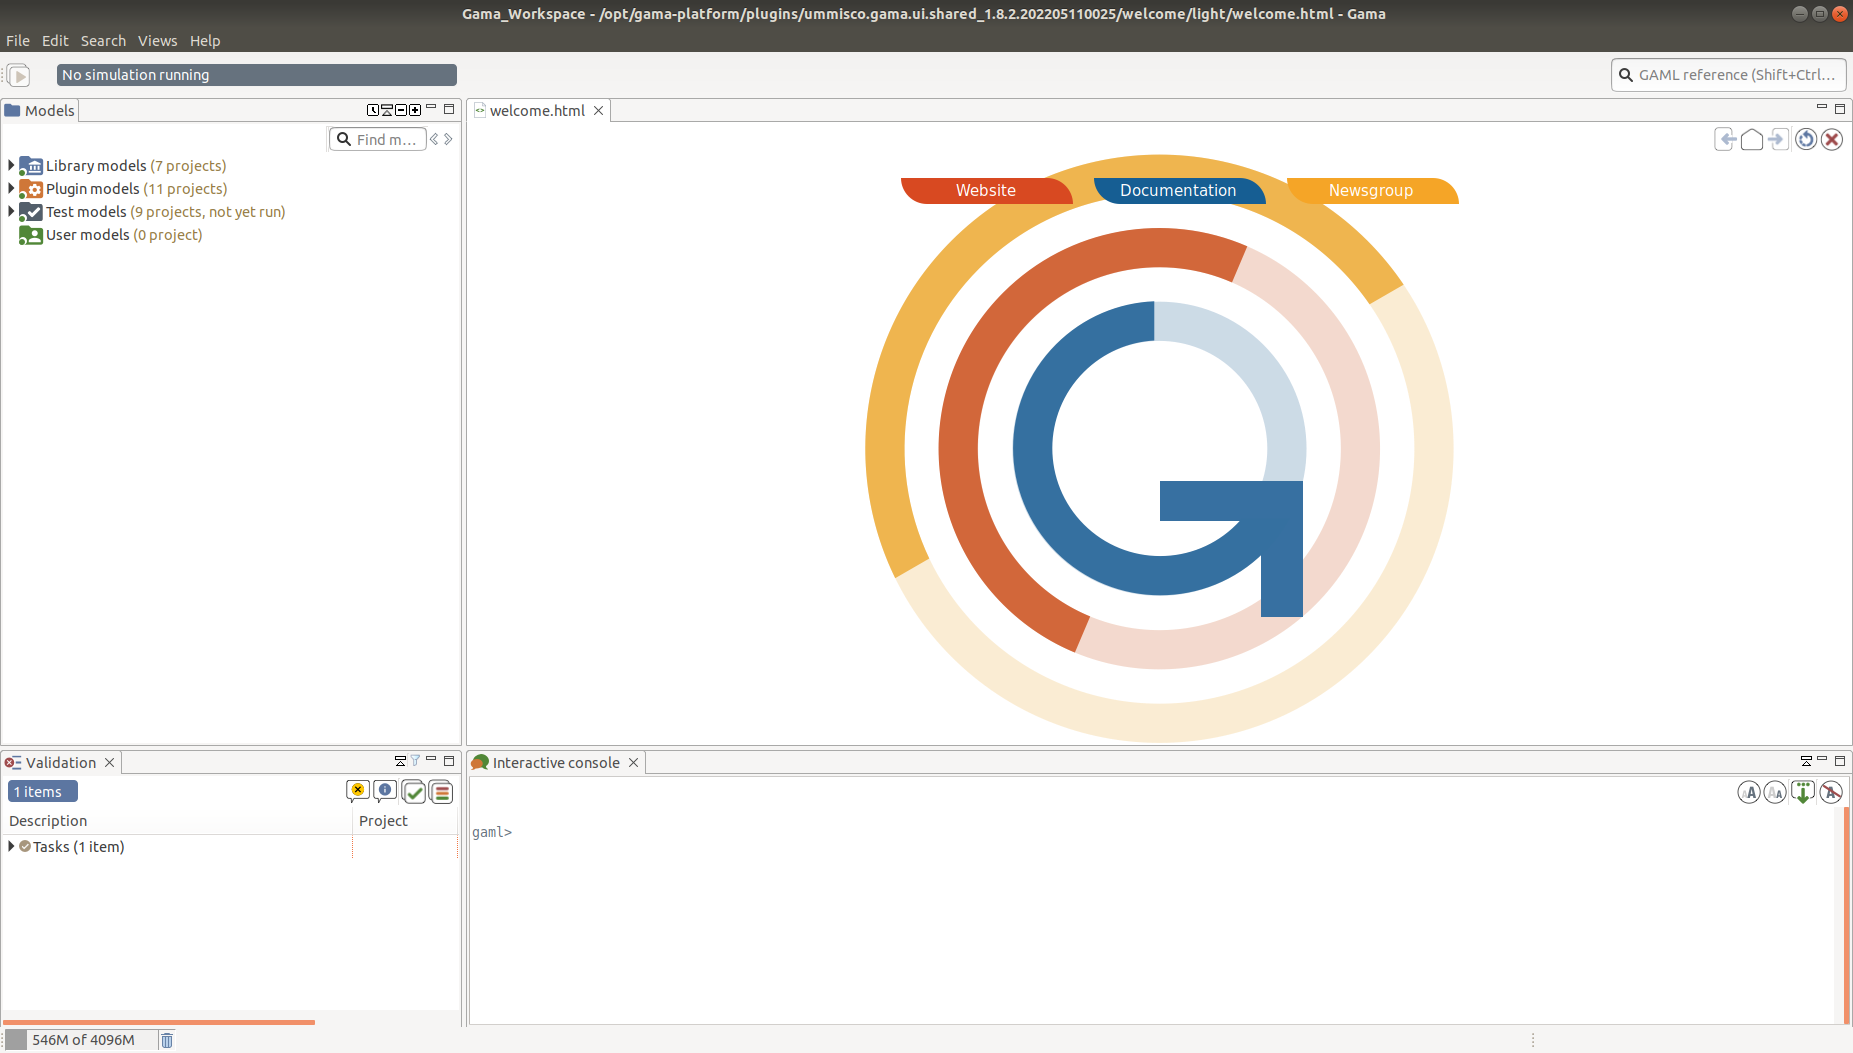 Gama_Workspace - /opt/gama-platform/plugins/ummisco.gama.ui.shared_1.8.2.202205110025/welcome/light/welcome.html - Gama
File Edit Search Views Help
No simulation running
GAML reference (Shift+Ctrl...
Models
Find m...
Library models (7 projects)
Plugin models (11 projects)
Test models (9 projects, not yet run)
User models (0 project)
welcome.html
Website
Documentation
Newsgroup
Validation
1 items
Description Project
Tasks (1 item)
Interactive console
gaml>
546M of 4096M